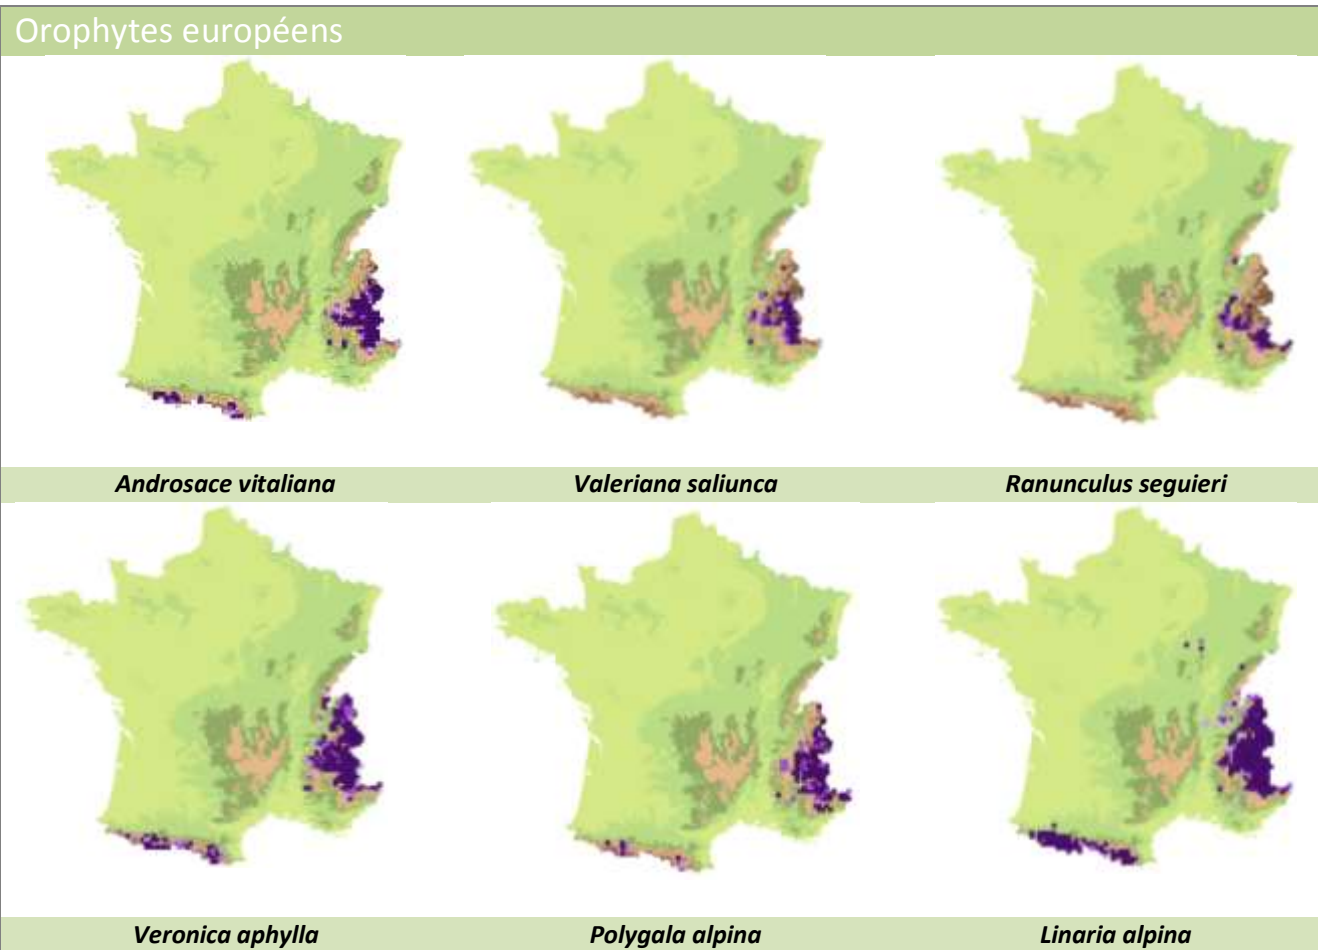 Orophytes européens
Androsace vitaliana
Valeriana saliunca
Ranunculus seguieri
Veronica aphylla
Polygala alpina
Linaria alpina